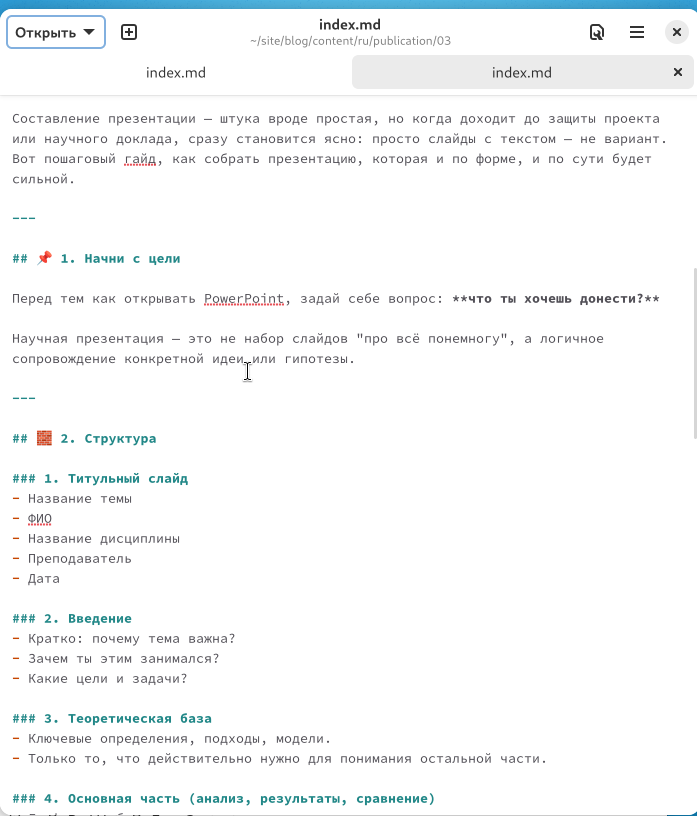 Открыть
index.md
~/site/blog/content/ru/publication/03
index.md
index.md
Составление презентации — штука вроде простая, но когда доходит до защиты проекта
или научного доклада, сразу становится ясно: просто слайды с текстом — не вариант.
Вот пошаговый гайд, как собрать презентацию, которая и по форме, и по сути будет
сильной.
---
## 📌 1. Начни с цели
Перед тем как открывать PowerPoint, задай себе вопрос: **что ты хочешь донести?**
Научная презентация — это не набор слайдов "про всё понемногу", а логичное
сопровождение конкретной идеи или гипотезы.
---
## 🧱 2. Структура
### 1. Титульный слайд
- Название темы
- ФИО
- Название дисциплины
- Преподаватель
- Дата
### 2. Введение
- Кратко: почему тема важна?
- Зачем ты этим занимался?
- Какие цели и задачи?
### 3. Теоретическая база
- Ключевые определения, подходы, модели.
- Только то, что действительно нужно для понимания остальной части.
### 4. Основная часть (анализ, результаты, сравнение)